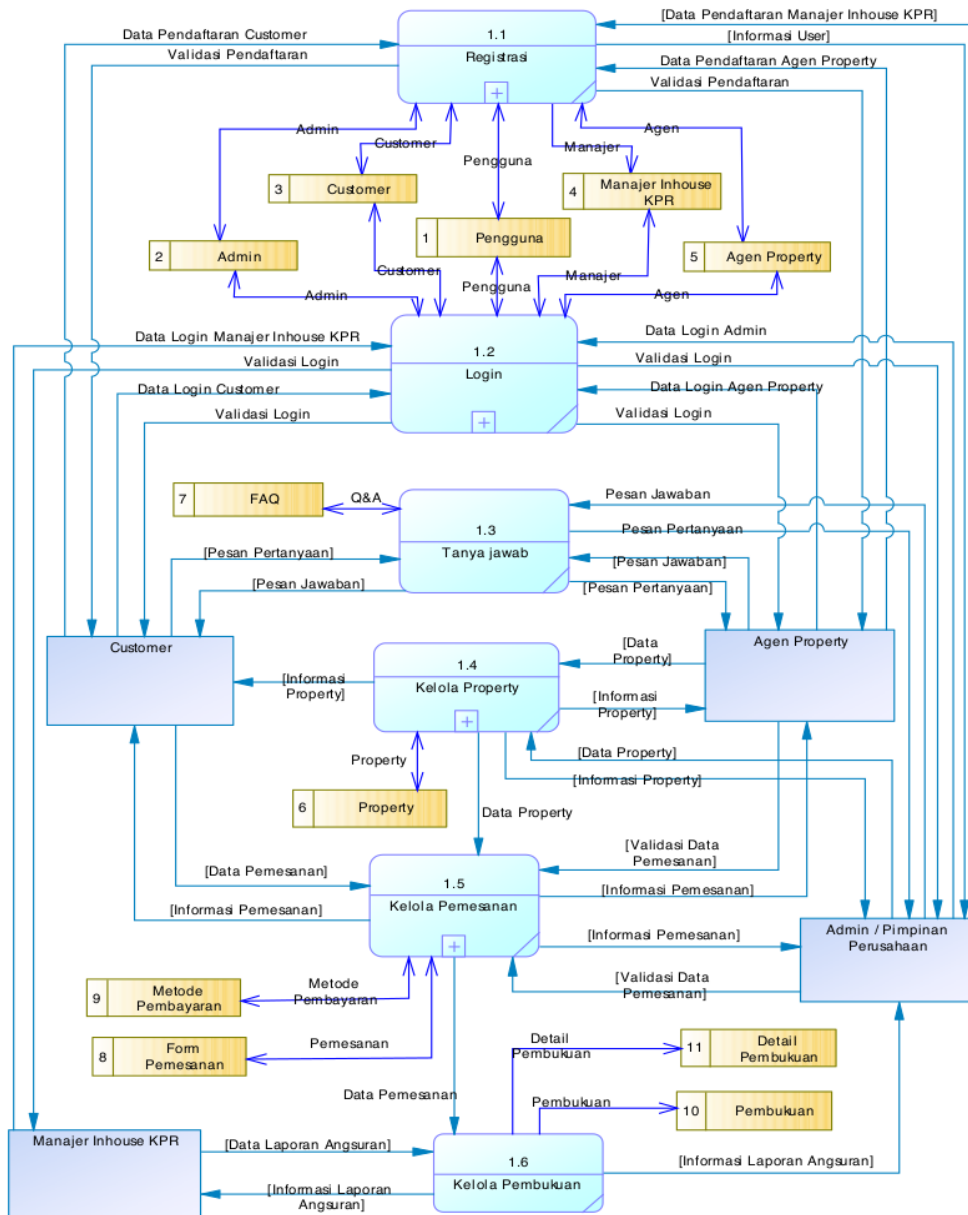 [Data Pendaftaran Manajer Inhouse KPR]
Data Pendaftaran Customer
1.1
[Informasi User]
Validasi Pendaftaran
Registrasi
Data Pendaftaran Agen Property
Validasi Pendaftaran
Admin
Customer
Pengguna
Manajer
Agen
3
Customer
4
Manajer Inhouse
KPR
1
Pengguna
2
Admin
5
Agen Property
Admin
Customer
Pengguna
Manajer
Agen
Data Login Manajer Inhouse KPR
Data Login Admin
1.2
Validasi Login
Login
Validasi Login
Data Login Customer
Data Login Agen Property
Validasi Login
Validasi Login
7
FAQ
Q&A
Pesan Jawaban
1.3
Pesan Pertanyaan
[Pesan Pertanyaan]
Tanya jawab
[Pesan Jawaban]
[Pesan Jawaban]
[Pesan Pertanyaan]
Customer
Agen Property
[Data
Property]
1.4
[Informasi
Property]
Kelola Property
[Informasi
Property]
Property
[Data Property]
[Informasi Property]
6
Property
Data Property
[Validasi Data
Pemesanan]
[Data Pemesanan]
1.5
[Informasi Pemesanan]
[Informasi Pemesanan]
Kelola Pemesanan
Admin / Pimpinan
Perusahaan
[Informasi Pemesanan]
[Validasi Data
Pemesanan]
9
Metode
Pembayaran
Metode
Pembayaran
8
Form
Pemesanan
Pemesanan
Detail
Pembukuan
11
Detail
Pembukuan
Data Pemesanan
Pembukuan
10
Pembukuan
Manajer Inhouse KPR
[Data Laporan Angsuran]
1.6
[Informasi Laporan Angsuran]
Kelola Pembukuan
[Informasi Laporan
Angsuran]